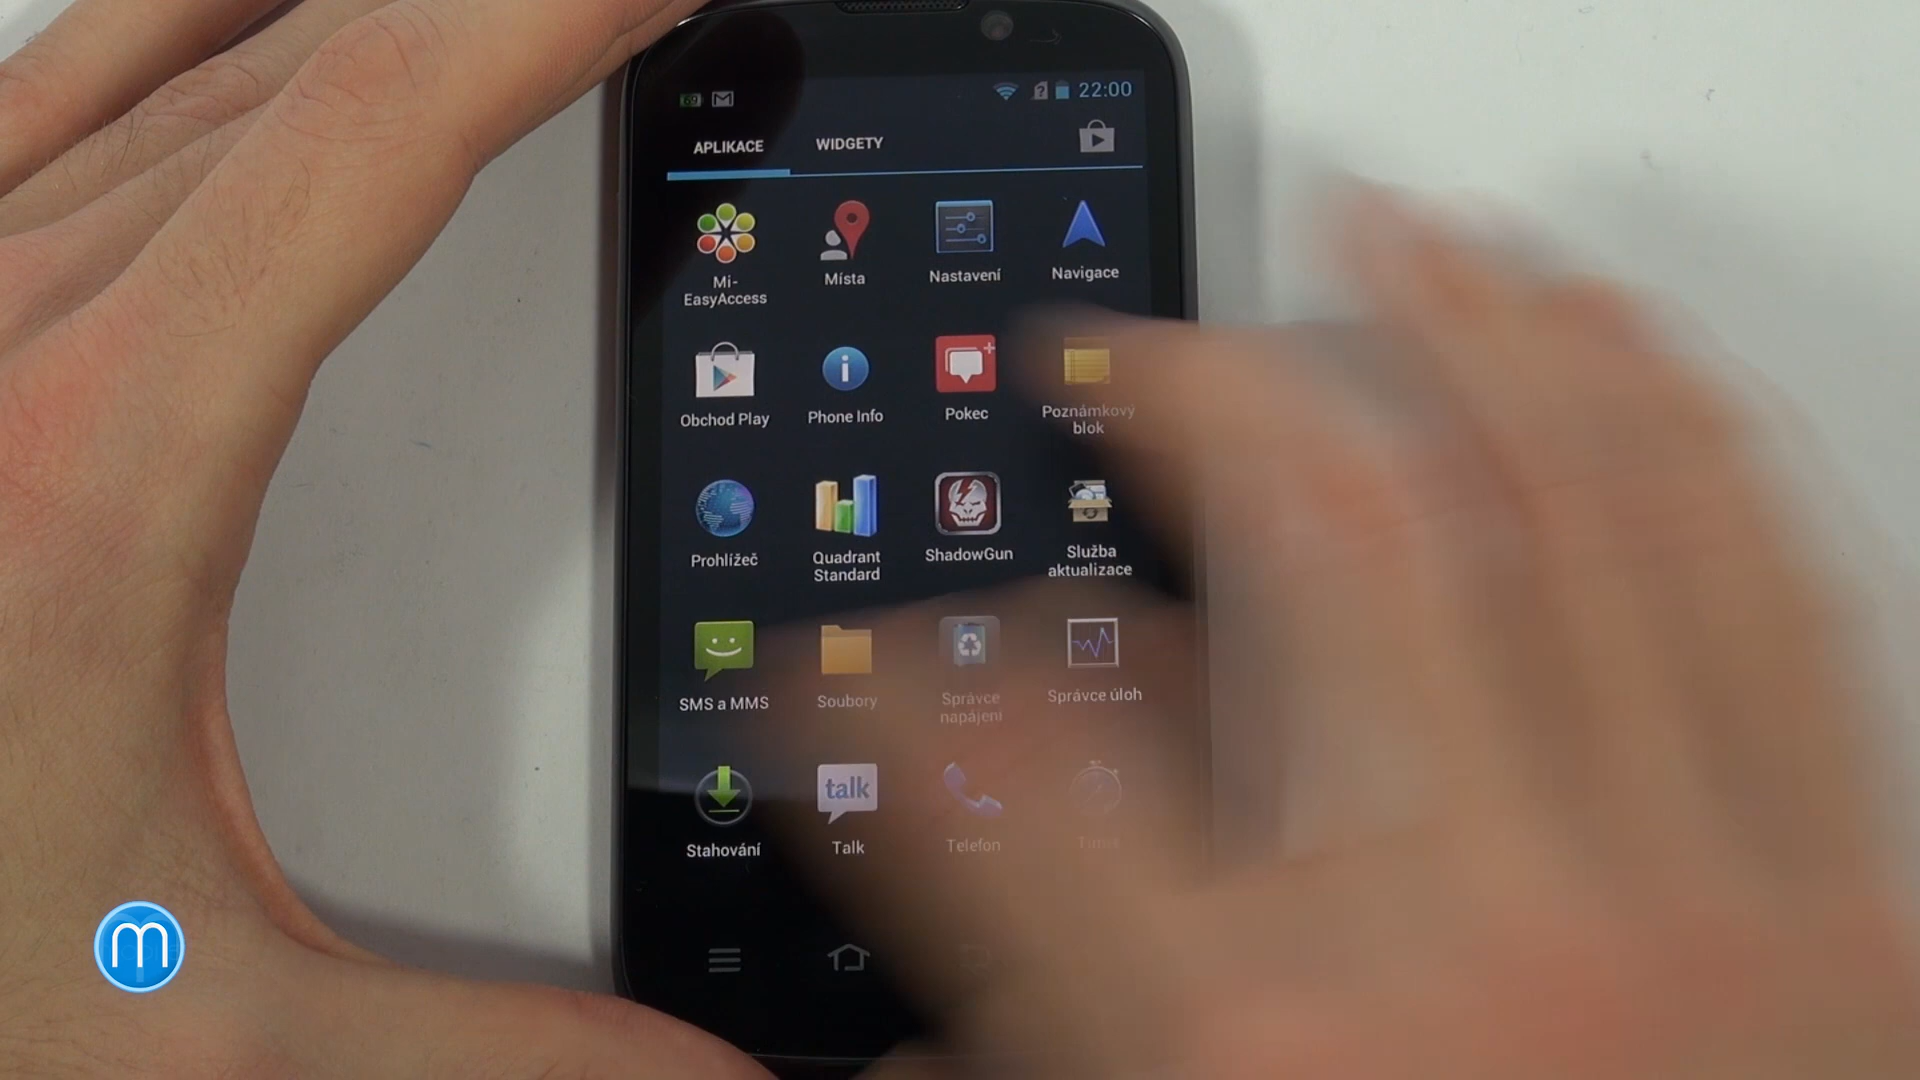 69
22:00
APLIKACE
WIDGETY
Mi-
EasyAccess
Místa
Nastavení
Navigace
Obchod Play
Phone Info
Pokec
Poznámkový
blok
Prohlížeč
Quadrant
Standard
ShadowGun
Služba
aktualizace
SMS a MMS
Soubory
Správce
napájení
Správce úloh
talk
Stahování
Talk
Telefon
m